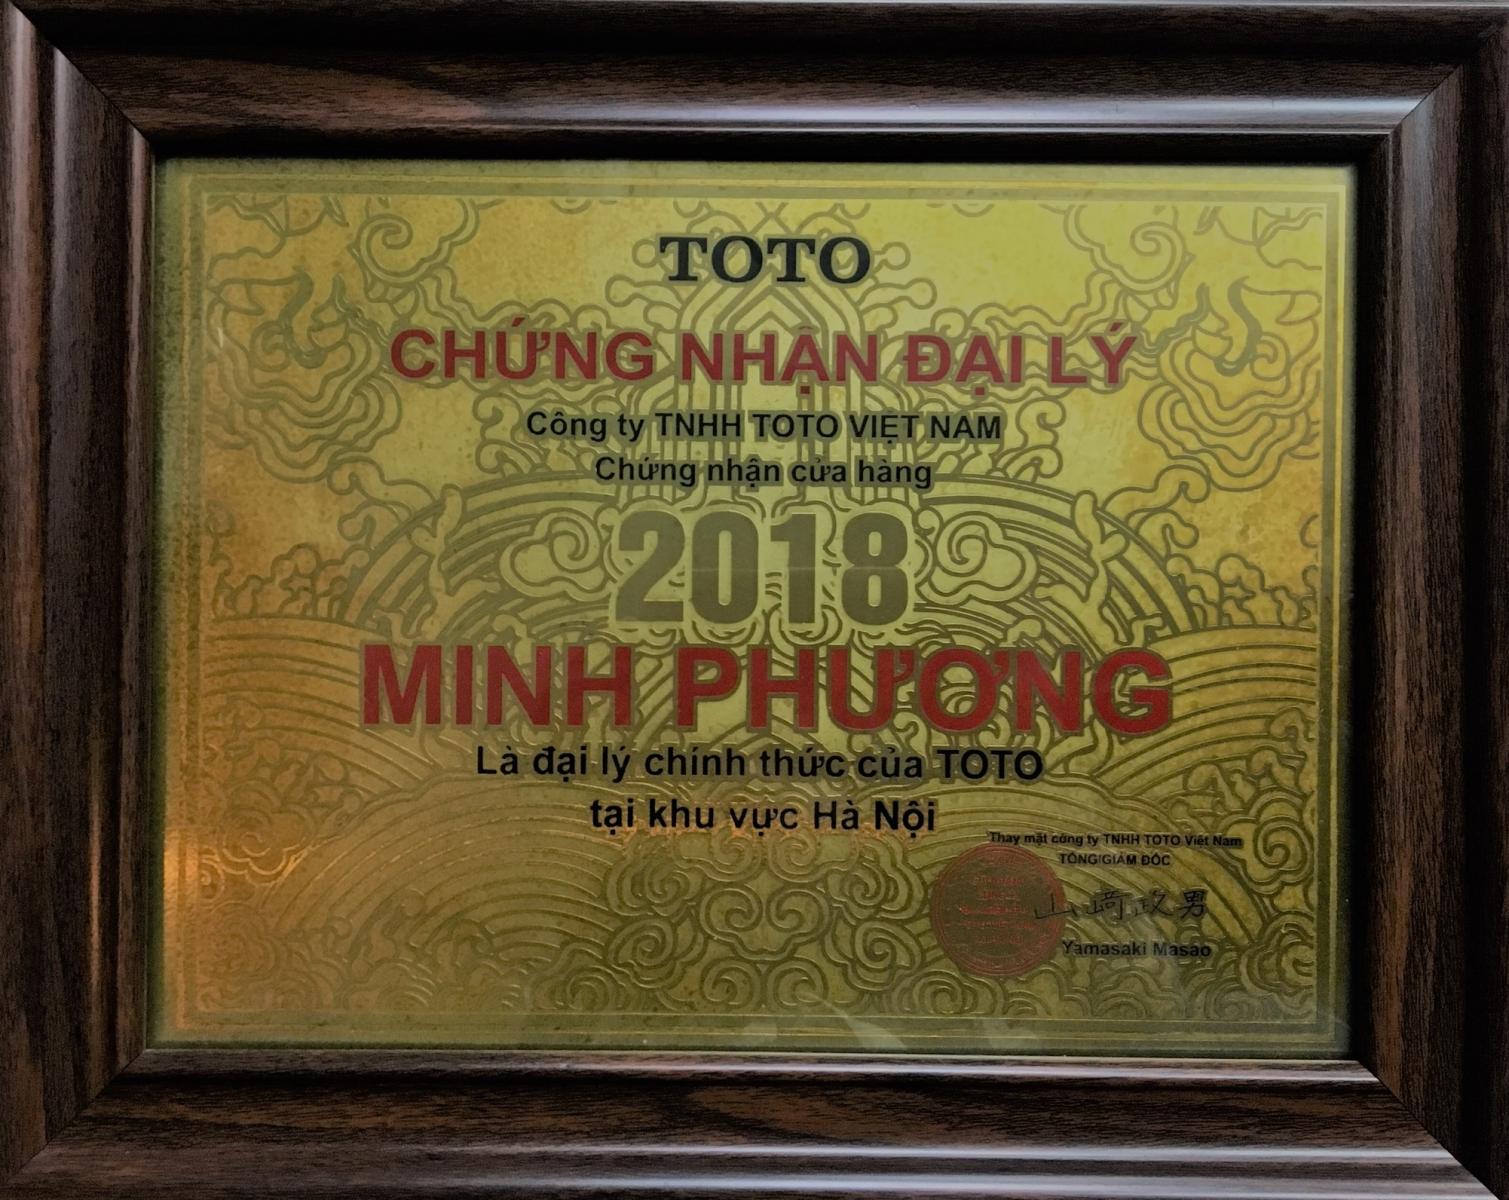 TOTO
CHỨNG NHẬN ĐẠI LÝ
Công ty TNHH TOTO VIỆT NAM
Chứng nhận cửa hàng
2018
MINH PHƯƠNG
Là đại lý chính thức của TOTO
tại khu vực Hà Nội
Thay mặt công ty TNHH TOTO Việt Nam
TỔNG GIÁM ĐỐC
山崎政男
Yamasaki Masao